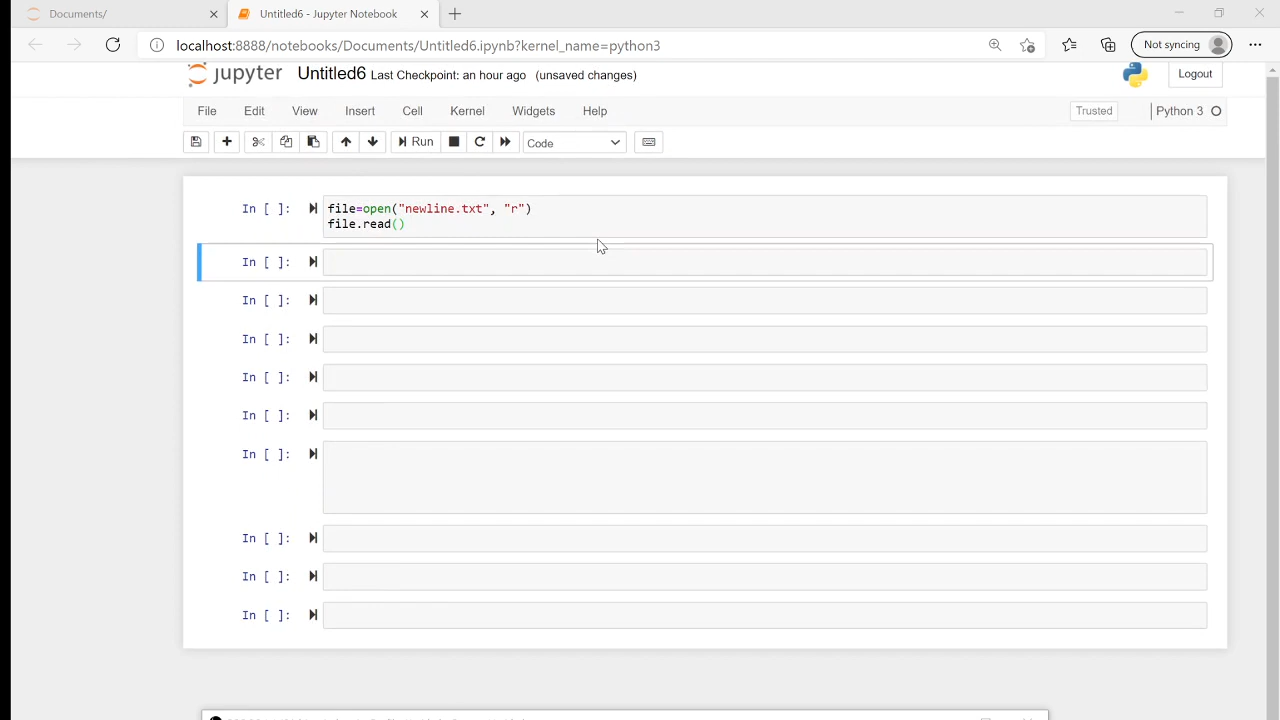 Documents/
Untitled6 - Jupyter Notebook
localhost:8888/notebooks/Documents/Untitled6.ipynb?kernel_name=python3
Not syncing
jupyter Untitled6 Last Checkpoint: an hour ago (unsaved changes)
Logout
File Edit View Insert Cell Kernel Widgets Help
Trusted
Python 3
Run
Code
In [ ]: file=open("newline.txt", "r")
file.read()
In [ ]:
In [ ]:
In [ ]:
In [ ]:
In [ ]:
In [ ]:
In [ ]:
In [ ]:
In [ ]: